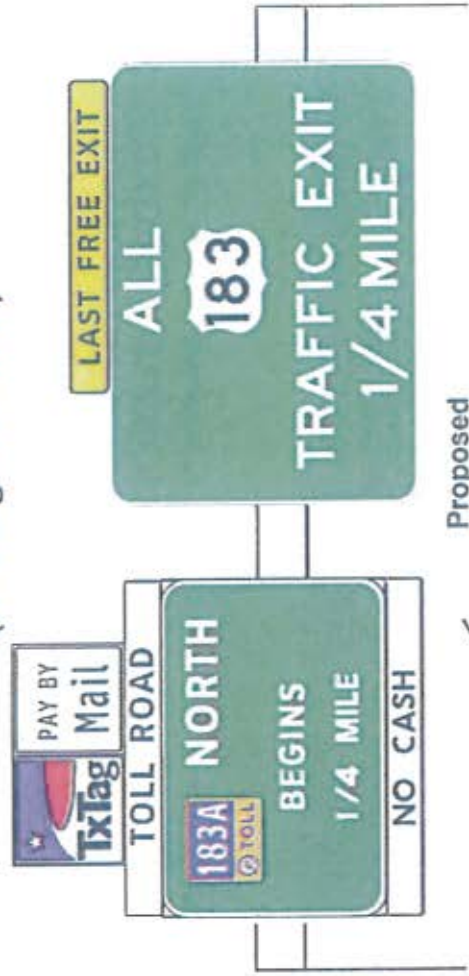 TxTag
PAY BY
Mail
TOLL ROAD
183A
TOLL
NORTH
BEGINS
1/4 MILE
NO CASH
LAST FREE EXIT
ALL
183
TRAFFIC EXIT
1/4 MILE
Proposed